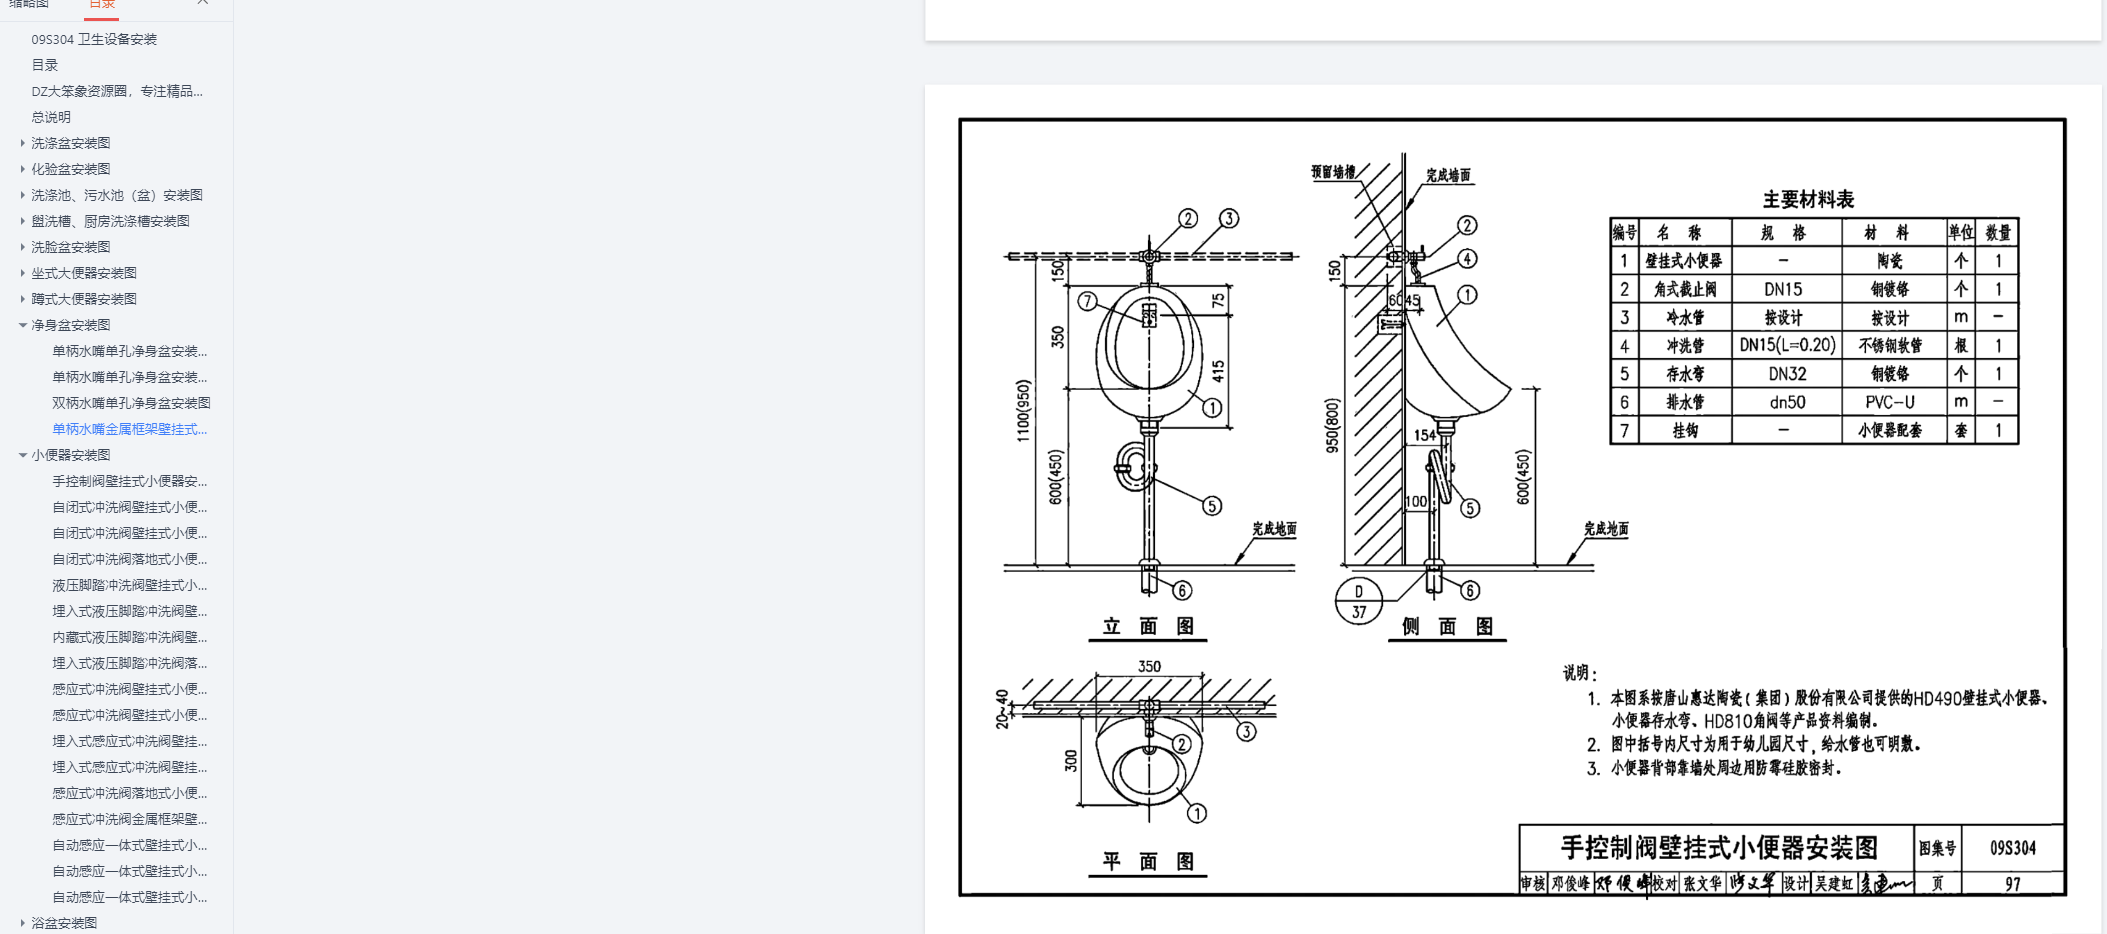 缩略图
目录
09S304 卫生设备安装
目录
DZ大笨象资源圈，专注精品...
总说明
洗涤盆安装图
化验盆安装图
洗涤池、污水池（盆）安装图
盥洗槽、厨房洗涤槽安装图
洗脸盆安装图
坐式大便器安装图
蹲式大便器安装图
净身盆安装图
单柄水嘴单孔净身盆安装...
单柄水嘴单孔净身盆安装...
双柄水嘴单孔净身盆安装图
单柄水嘴金属框架壁挂式...
小便器安装图
手控制阀壁挂式小便器安...
自闭式冲洗阀壁挂式小便...
自闭式冲洗阀壁挂式小便...
自闭式冲洗阀落地式小便...
液压脚踏冲洗阀壁挂式小...
埋入式液压脚踏冲洗阀壁...
内藏式液压脚踏冲洗阀壁...
埋入式液压脚踏冲洗阀落...
感应式冲洗阀壁挂式小便...
感应式冲洗阀壁挂式小便...
埋入式感应式冲洗阀壁挂...
埋入式感应式冲洗阀壁挂...
感应式冲洗阀落地式小便...
感应式冲洗阀金属框架壁...
自动感应一体式壁挂式小...
自动感应一体式壁挂式小...
自动感应一体式壁挂式小...
浴盆安装图
2 3
150
7
75
350
415
1100(950)
1
600(450)
5
完成地面
6
立 面 图
预留墙槽
完成墙面
2
4
150
1
60 45
950(800)
154
600(450)
100
5
完成地面
D
37
6
侧 面 图
350
20~40
3
2
300
1
平 面 图
主要材料表
编号 名 称 规 格 材 料 单位 数量
1 壁挂式小便器 — 陶瓷 个 1
2 角式截止阀 DN15 铜镀铬 个 1
3 冷水管 按设计 按设计 m —
4 冲洗管 DN15(L=0.20) 不锈钢软管 根 1
5 存水弯 DN32 铜镀铬 个 1
6 排水管 dn50 PVC-U m —
7 挂钩 — 小便器配套 套 1
说明：
1. 本图系按唐山惠达陶瓷（集团）股份有限公司提供的HD490壁挂式小便器、
小便器存水弯、HD810角阀等产品资料编制。
2. 图中括号内尺寸为用于幼儿园尺寸，给水管也可明敷。
3. 小便器背部靠墙处周边用防霉硅胶密封。
手控制阀壁挂式小便器安装图 图集号 09S304
审核 邓俊峰 邓俊峰 校对 张文华 张文华 设计 吴建虹 页 97